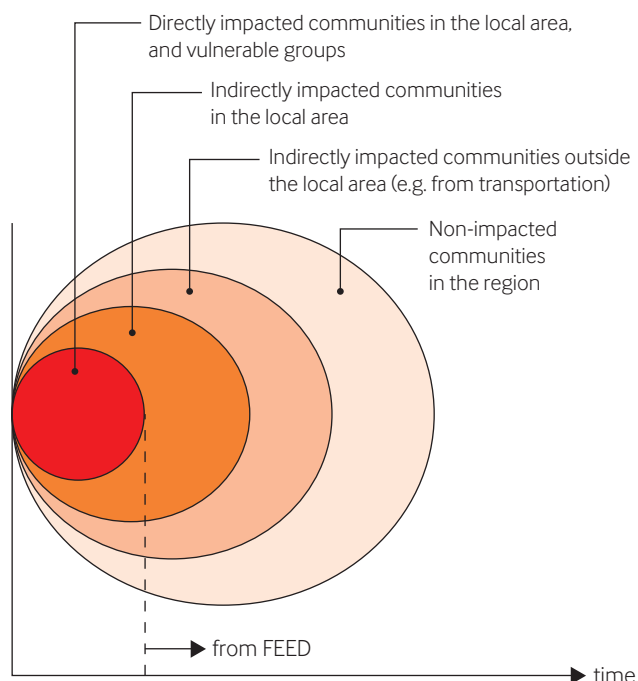 Directly impacted communities in the local area,
and vulnerable groups
Indirectly impacted communities
in the local area
Indirectly impacted communities outside
the local area (e.g. from transportation)
Non-impacted
communities
in the region
from FEED
time